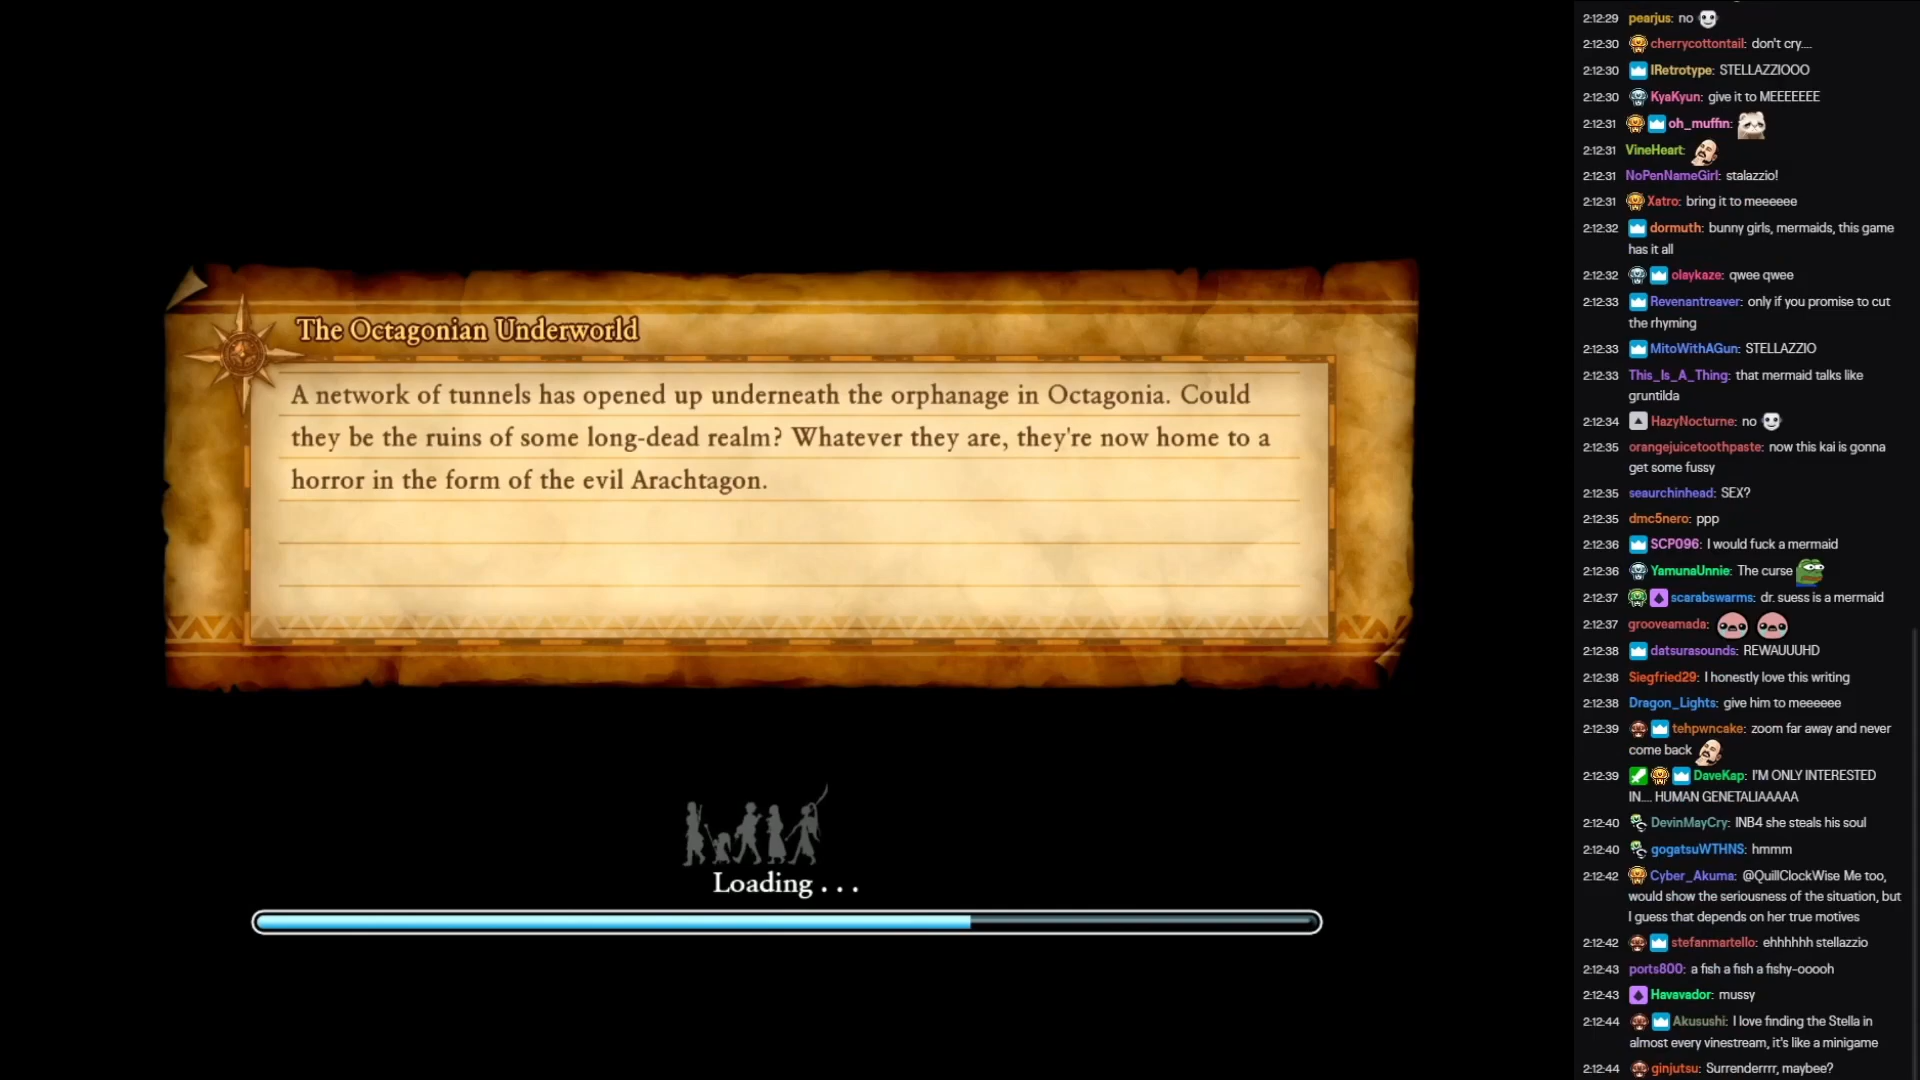 The Octagonian Underworld
A network of tunnels has opened up underneath the orphanage in Octagonia. Could
they be the ruins of some long-dead realm? Whatever they are, they're now home to a
horror in the form of the evil Arachtagon.
Loading . . .
2:12:29 pearjus: no
2:12:30 cherrycottontail: don't cry....
2:12:30 IRetrotype: STELLAZZIOOO
2:12:30 KyaKyun: give it to MEEEEEEE
2:12:31 oh_muffin:
2:12:31 VineHeart:
2:12:31 NoPenNameGirl: stalazzio!
2:12:31 Xatro: bring it to meeeeee
2:12:32 dormuth: bunny girls, mermaids, this game
has it all
2:12:32 olaykaze: qwee qwee
2:12:33 Revenantreaver: only if you promise to cut
the rhyming
2:12:33 MitoWithAGun: STELLAZZIO
2:12:33 This_Is_A_Thing: that mermaid talks like
gruntilda
2:12:34 HazyNocturne: no
2:12:35 orangejuicetoothpaste: now this kai is gonna
get some fussy
2:12:35 seaurchinhead: SEX?
2:12:35 dmc5nero: ppp
2:12:36 SCP096: I would fuck a mermaid
2:12:36 YamunaUnnie: The curse
2:12:37 scarabswarms: dr. suess is a mermaid
2:12:37 grooveamada:
2:12:38 datsurasounds: REWAUUUHD
2:12:38 Siegfried29: I honestly love this writing
2:12:38 Dragon_Lights: give him to meeeeee
2:12:39 tehpwncake: zoom far away and never
come back
2:12:39 DaveKap: I'M ONLY INTERESTED
IN.... HUMAN GENETALIAAAAA
2:12:40 DevinMayCry: INB4 she steals his soul
2:12:40 gogatsuWTHNS: hmmm
2:12:42 Cyber_Akuma: @QuillClockWise Me too,
would show the seriousness of the situation, but
I guess that depends on her true motives
2:12:42 stefanmartello: ehhhhhh stellazzio
2:12:43 ports800: a fish a fish a fishy-ooooh
2:12:43 Havavador: mussy
2:12:44 Akusushi: I love finding the Stella in
almost every vinestream, it's like a minigame
2:12:44 ginjutsu: Surrenderrrr, maybee?